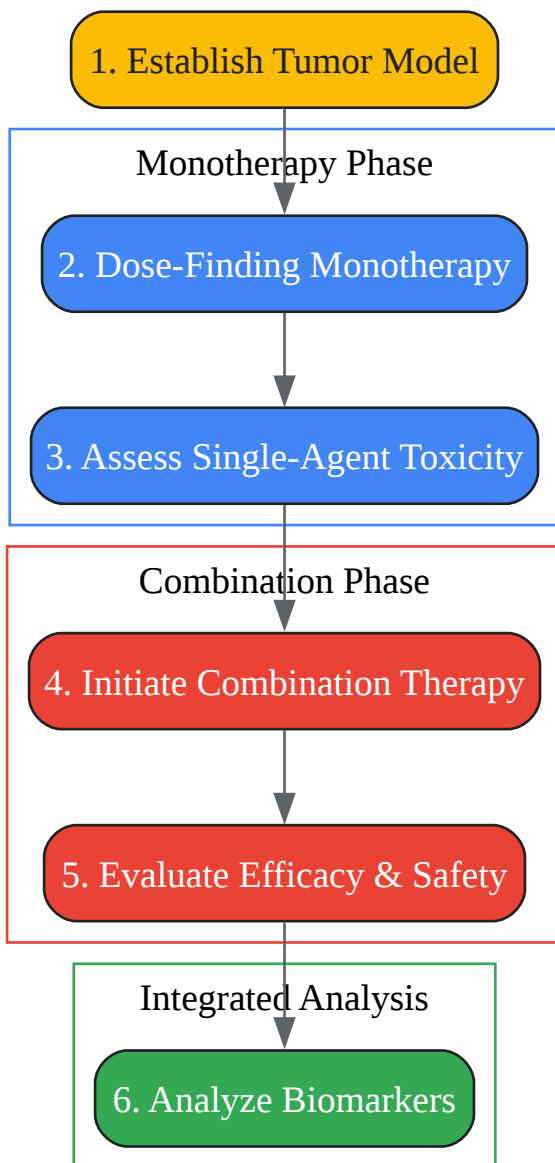 1. Establish Tumor Model
Monotherapy Phase
2. Dose-Finding Monotherapy
3. Assess Single-Agent Toxicity
Combination Phase
4. Initiate Combination Therapy
5. Evaluate Efficacy & Safety
Integrated Analysis
6. Analyze Biomarkers